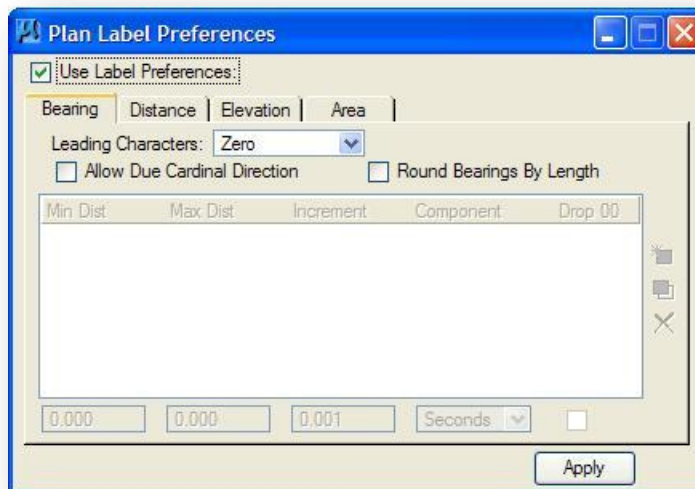 Plan Label Preferences
Use Label Preferences:
Bearing Distance Elevation Area
Leading Characters: Zero
Allow Due Cardinal Direction Round Bearings By Length
Min Dist Max Dist Increment Component Drop 00
0.000 0.000 0.001 Seconds
Apply